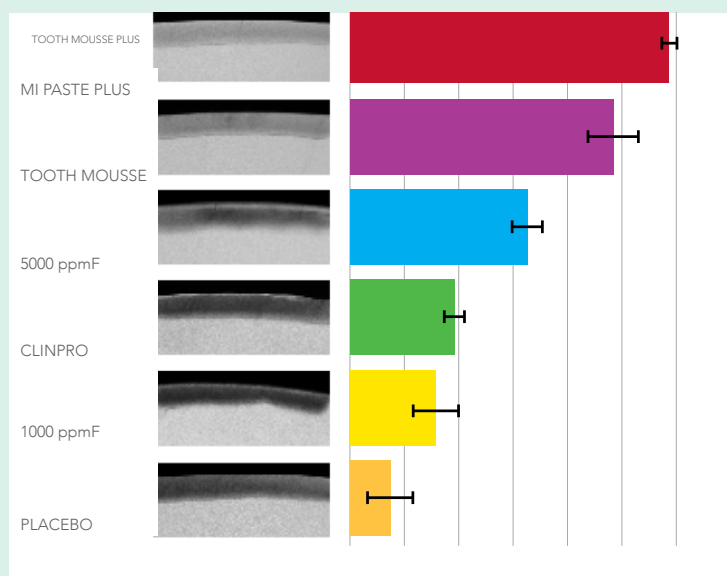 TOOTH MOUSSE PLUS
MI PASTE PLUS
TOOTH MOUSSE
5000 ppmF
CLINPRO
1000 ppmF
PLACEBO